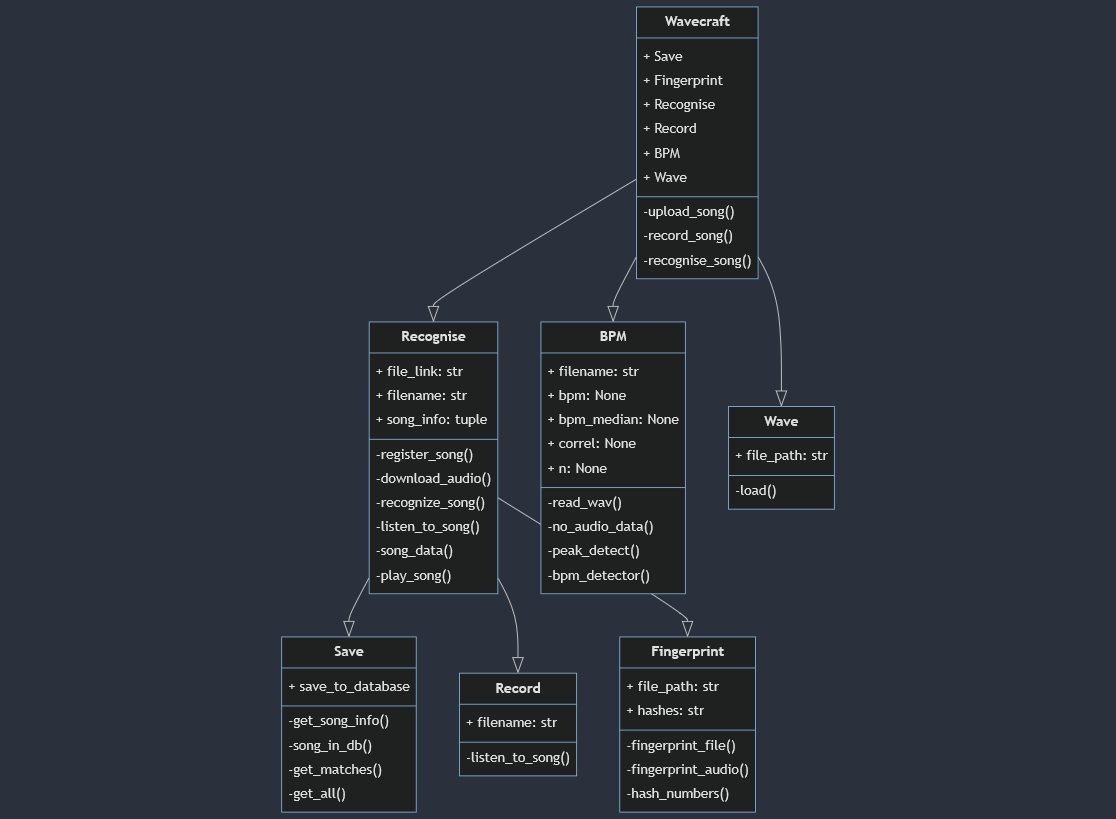 Wavecraft
+ Save
+ Fingerprint
+ Recognise
+ Record
+ BPM
+ Wave
-upload_song()
-record_song()
-recognise_song()
Recognise
+ file_link: str
+ filename: str
+ song_info: tuple
-register_song()
-download_audio()
-recognize_song()
-listen_to_song()
-song_data()
-play_song()
BPM
+ filename: str
+ bpm: None
+ bpm_median: None
+ correl: None
+ n: None
-read_wav()
-no_audio_data()
-peak_detect()
-bpm_detector()
Wave
+ file_path: str
-load()
Save
+ save_to_database
-get_song_info()
-song_in_db()
-get_matches()
-get_all()
Record
+ filename: str
-listen_to_song()
Fingerprint
+ file_path: str
+ hashes: str
-fingerprint_file()
-fingerprint_audio()
-hash_numbers()